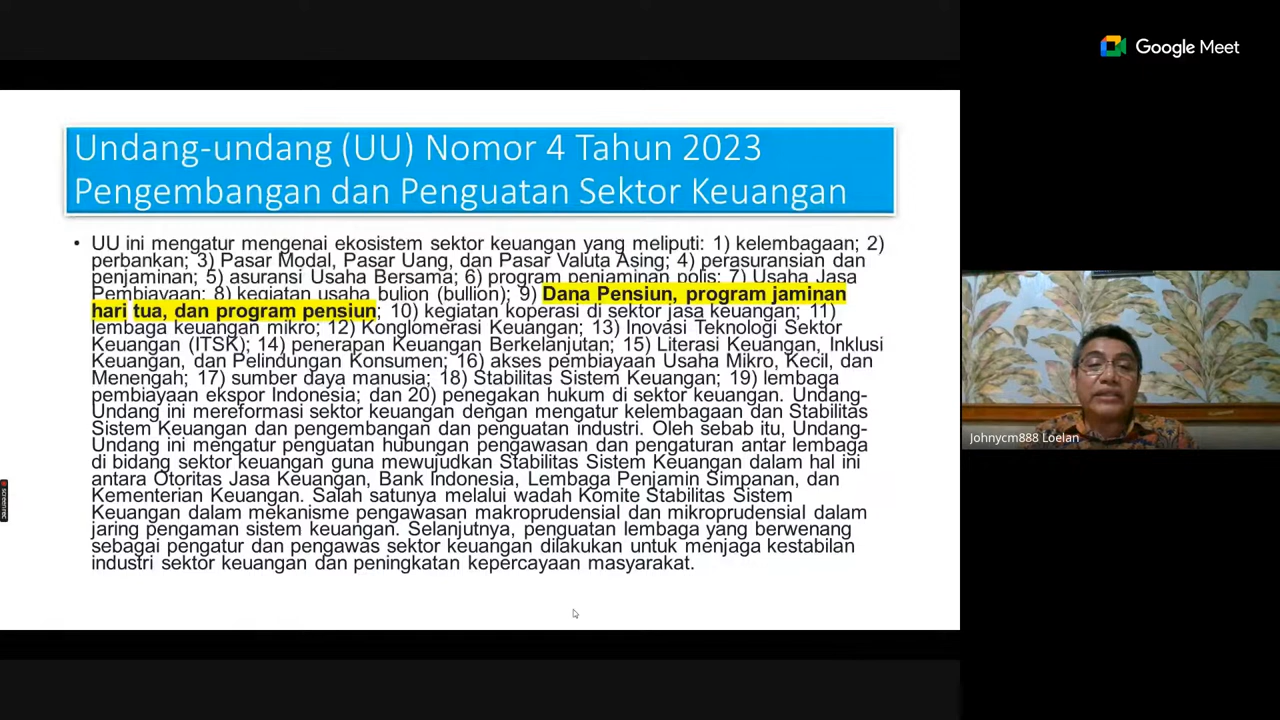 Google Meet
Undang-undang (UU) Nomor 4 Tahun 2023
Pengembangan dan Penguatan Sektor Keuangan
• UU ini mengatur mengenai ekosistem sektor keuangan yang meliputi: 1) kelembagaan; 2)
perbankan; 3) Pasar Modal, Pasar Uang, dan Pasar Valuta Asing; 4) perasuransian dan
penjaminan; 5) asuransi Usaha Bersama; 6) program penjaminan polis; 7) Usaha Jasa
Pembiayaan; 8) kegiatan usaha bulion (bullion); 9) Dana Pensiun, program jaminan
hari tua, dan program pensiun; 10) kegiatan koperasi di sektor jasa keuangan; 11)
lembaga keuangan mikro; 12) Konglomerasi Keuangan; 13) Inovasi Teknologi Sektor
Keuangan (ITSK); 14) penerapan Keuangan Berkelanjutan; 15) Literasi Keuangan, Inklusi
Keuangan, dan Pelindungan Konsumen; 16) akses pembiayaan Usaha Mikro, Kecil, dan
Menengah; 17) sumber daya manusia; 18) Stabilitas Sistem Keuangan; 19) lembaga
pembiayaan ekspor Indonesia; dan 20) penegakan hukum di sektor keuangan. Undang-
Undang ini mereformasi sektor keuangan dengan mengatur kelembagaan dan Stabilitas
Sistem Keuangan dan pengembangan dan penguatan industri. Oleh sebab itu, Undang-
Undang ini mengatur penguatan hubungan pengawasan dan pengaturan antar lembaga
di bidang sektor keuangan guna mewujudkan Stabilitas Sistem Keuangan dalam hal ini
antara Otoritas Jasa Keuangan, Bank Indonesia, Lembaga Penjamin Simpanan, dan
Kementerian Keuangan. Salah satunya melalui wadah Komite Stabilitas Sistem
Keuangan dalam mekanisme pengawasan makroprudensial dan mikroprudensial dalam
jaring pengaman sistem keuangan. Selanjutnya, penguatan lembaga yang berwenang
sebagai pengatur dan pengawas sektor keuangan dilakukan untuk menjaga kestabilan
industri sektor keuangan dan peningkatan kepercayaan masyarakat.
Johnycm888 Loelan